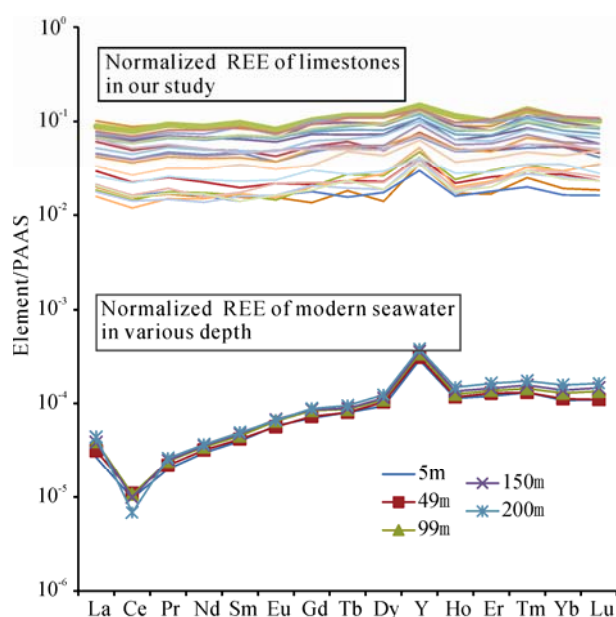 Normalized REE of limestones
in our study
Element/PAAS
10⁰
10⁻¹
10⁻²
10⁻³
10⁻⁴
10⁻⁵
10⁻⁶
Normalized REE of modern seawater
in various depth
5m
49m
99m
150m
200m
La Ce Pr Nd Sm Eu Gd Tb Dy Y Ho Er Tm Yb Lu